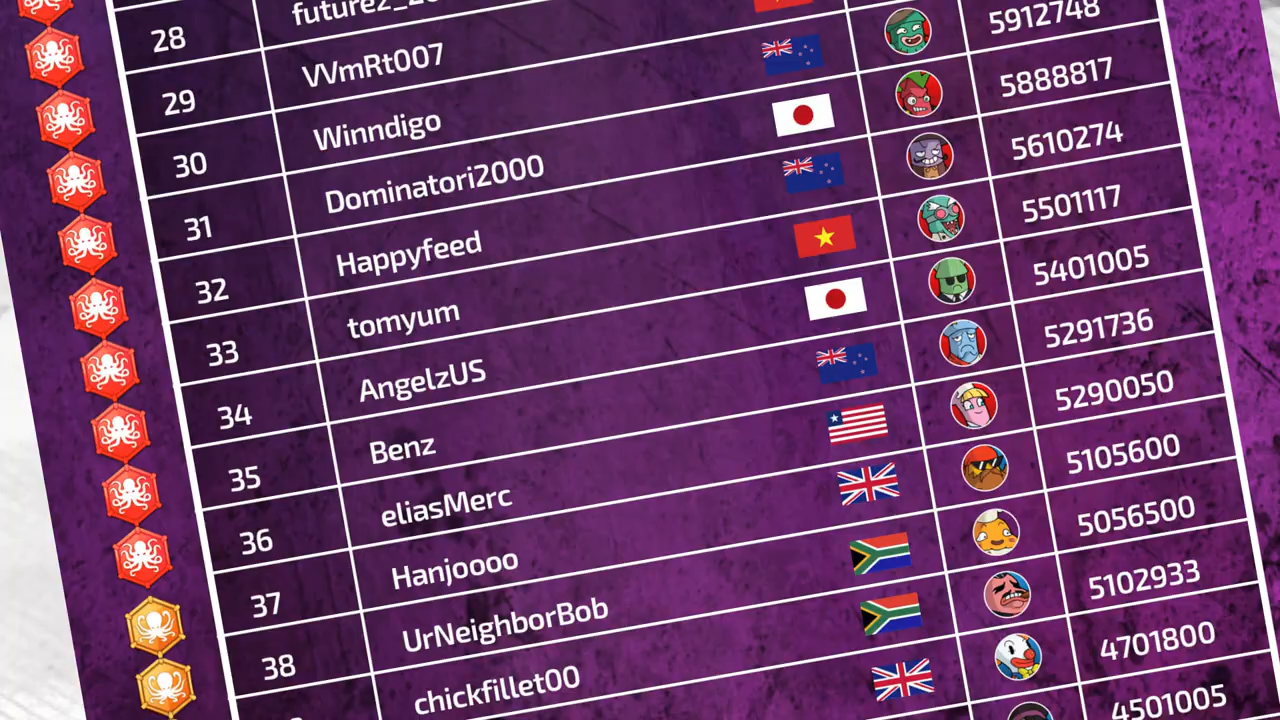 28
29 VVmRt007
30 Winndigo 5912748
31 Dominatori2000 5888817
32 Happyfeed 5610274
33 tomyum 5501117
34 AngelzUS 5401005
35 Benz 5291736
36 eliasMerc 5290050
37 Hanjoooo 5105600
38 UrNeighborBob 5056500
chickfillet00 5102933
4701800
4501005